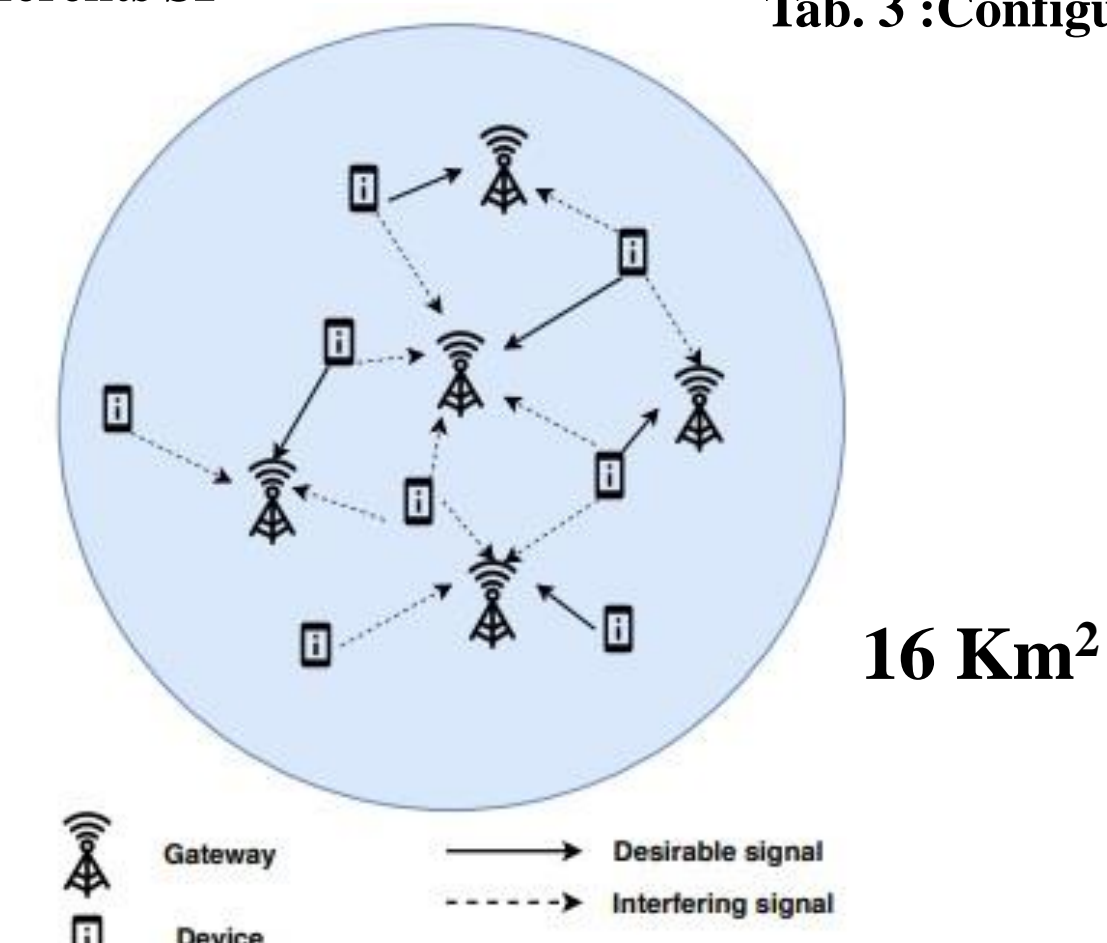 Tab. 3 :Configu
16 Km²
Gateway
Desirable signal
Interfering signal
Device